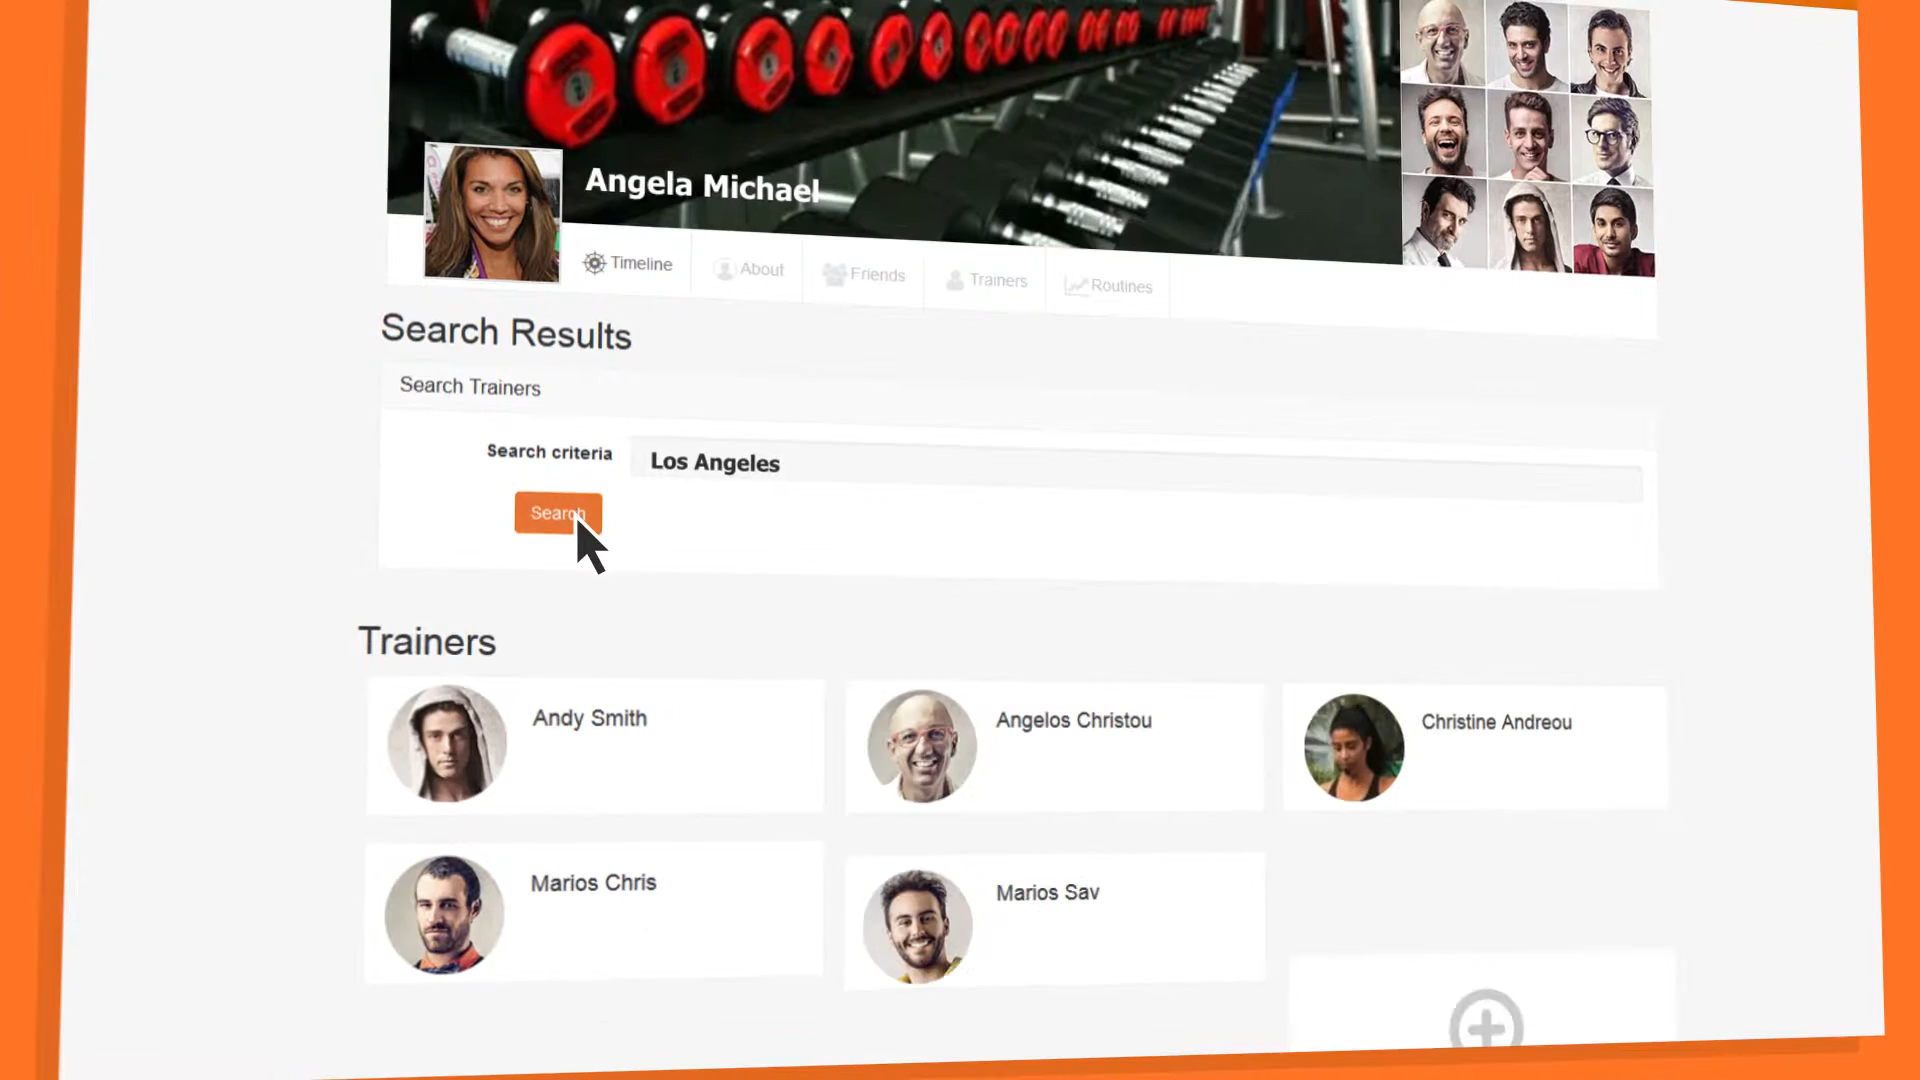 Angela Michael
Timeline
About
Friends
Trainers
Routines
Search Results
Search Trainers
Search criteria
Los Angeles
Search
Trainers
Andy Smith
Angelos Christou
Christine Andreou
Marios Chris
Marios Sav